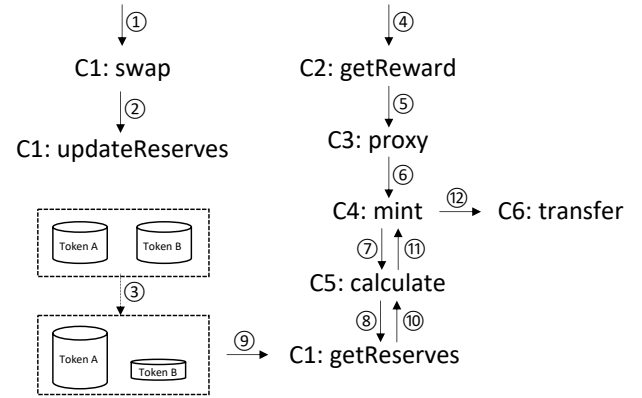 ① ④
C1: swap C2: getReward
② ⑤
C1: updateReserves C3: proxy
⑥
C4: mint ⑫ C6: transfer
Token A Token B
⑦ ⑪
③ C5: calculate
⑧ ⑩
Token A Token B ⑨ C1: getReserves